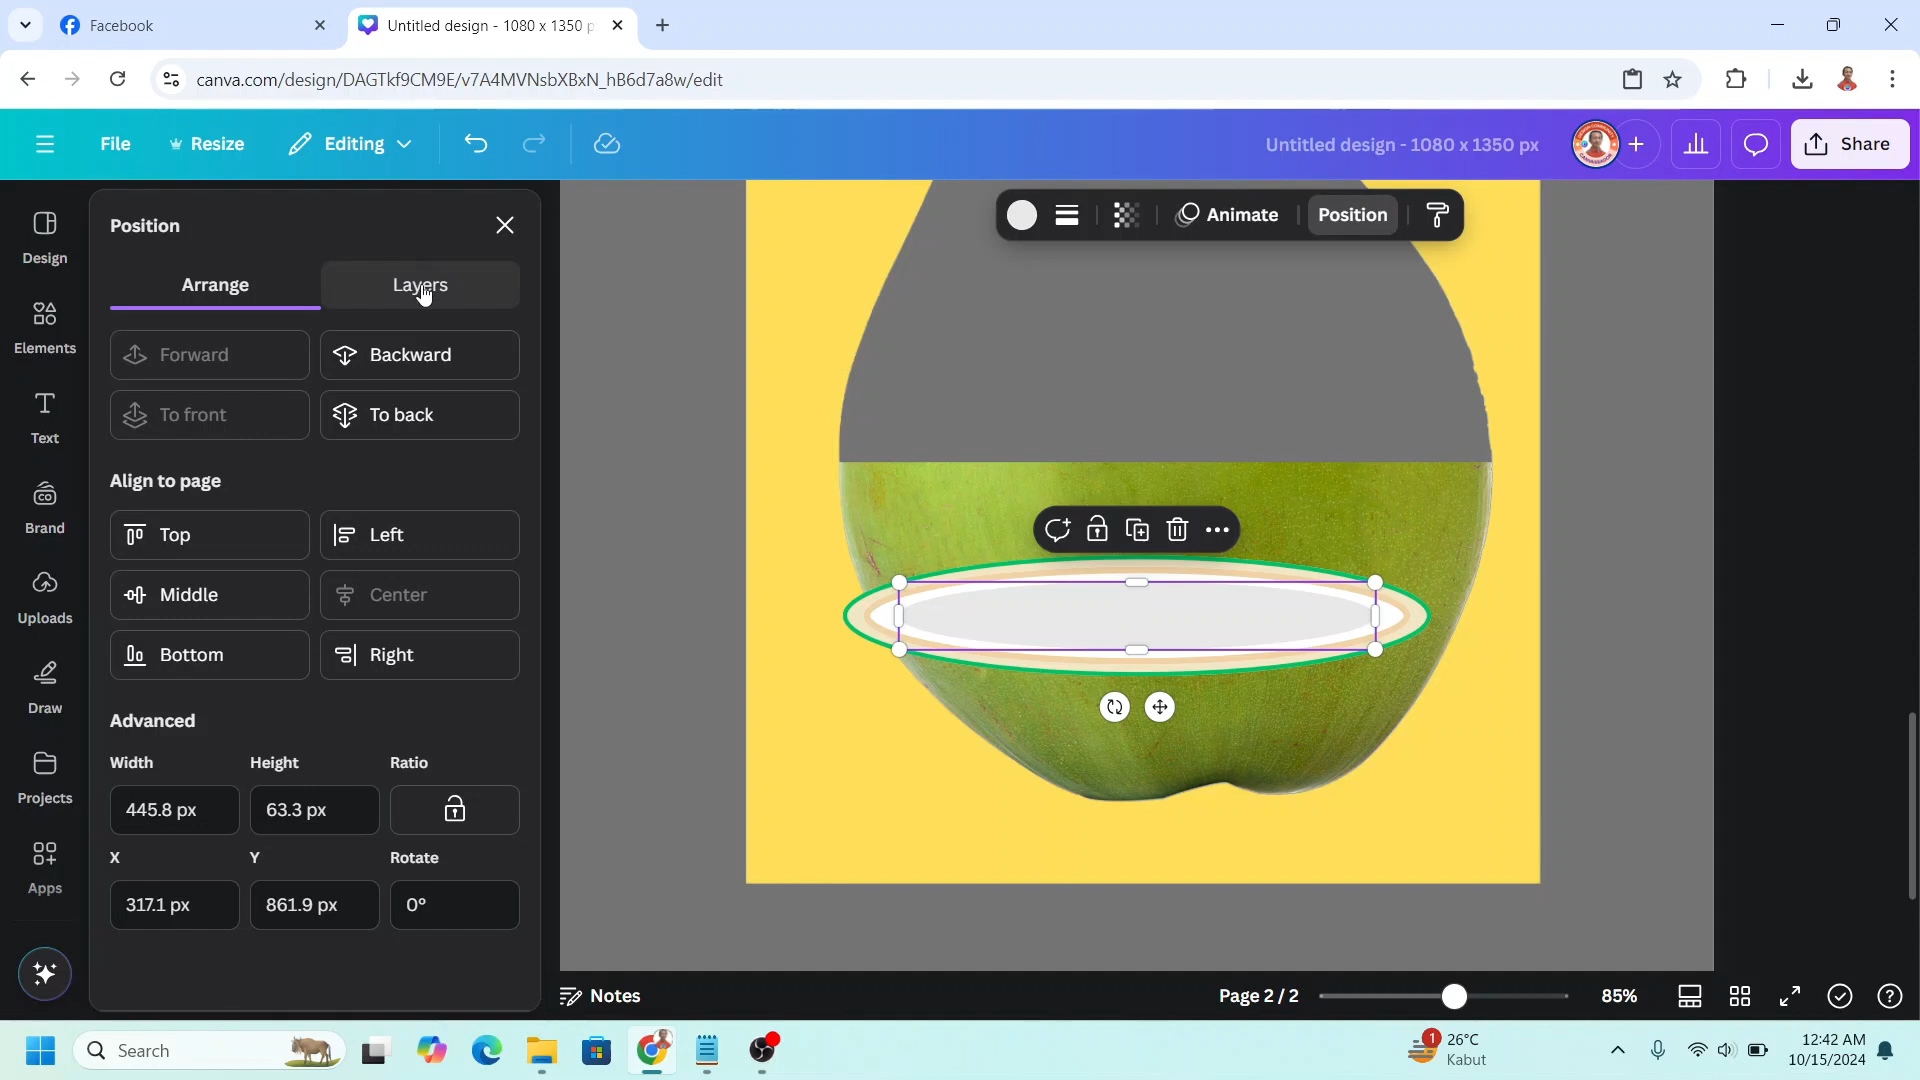 Facebook
Untitled design - 1080 x 1350 p
canva.com/design/DAGTkf9CM9E/v7A4MVNsbXBxN_hB6d7a8w/edit
File
Resize
Editing
Untitled design - 1080 x 1350 px
Share
Design
Elements
Text
Brand
Uploads
Draw
Projects
Apps
Position
Arrange
Layers
Forward
Backward
To front
To back
Align to page
Top
Left
Middle
Center
Bottom
Right
Advanced
Width
Height
Ratio
445.8 px
63.3 px
X
Y
Rotate
317.1 px
861.9 px
0°
Animate
Position
Notes
Page 2 / 2
85%
Search
1
26°C
Kabut
12:42 AM
10/15/2024